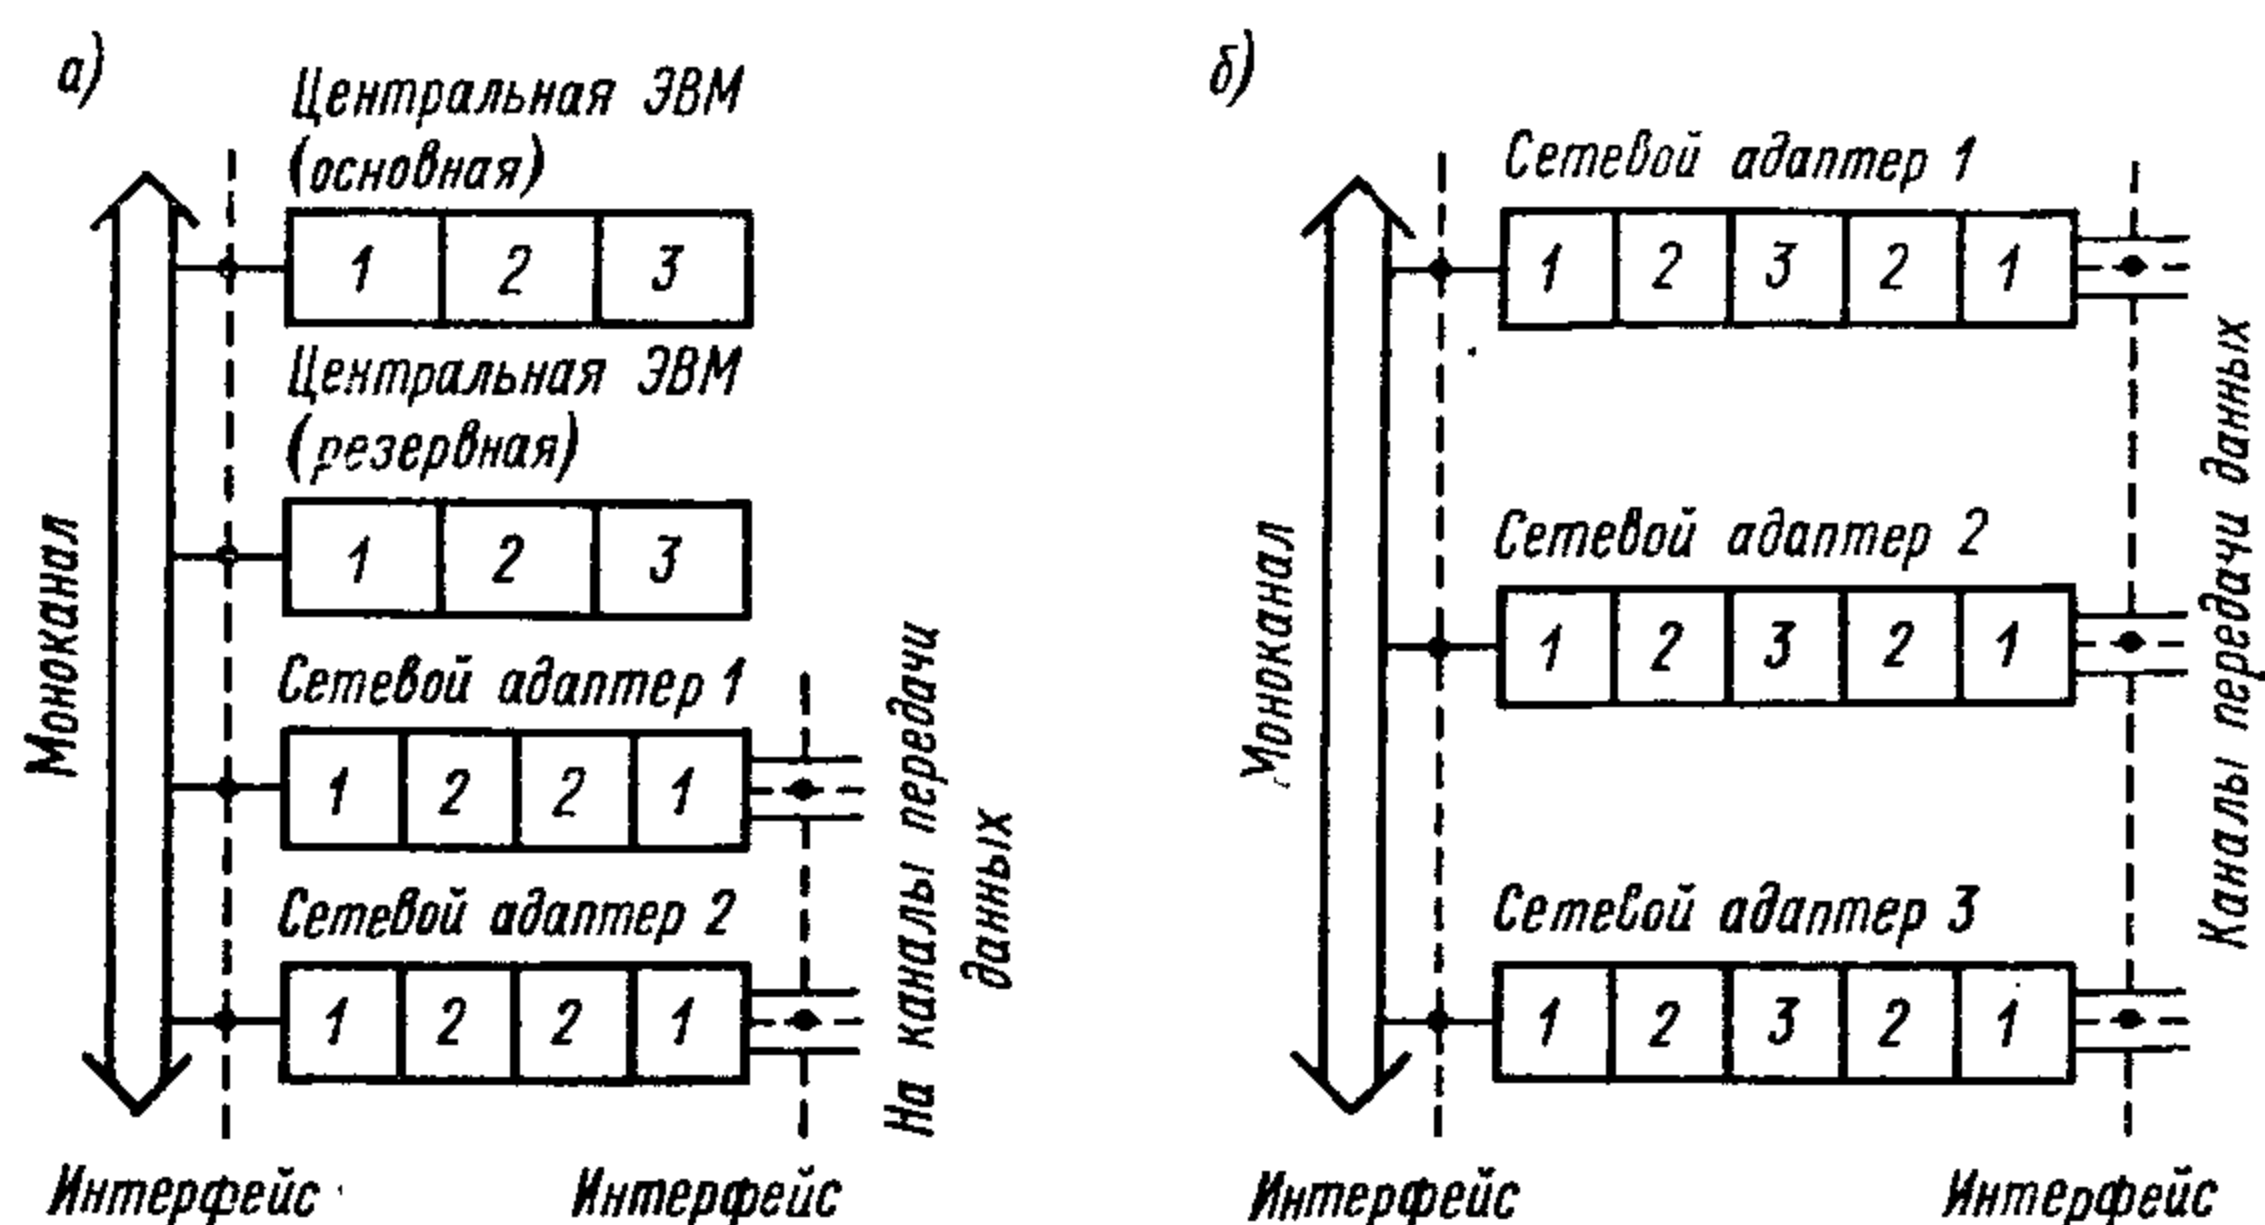 а)
Центральная ЭВМ
(основная)
1 2 3
Центральная ЭВМ
(резервная)
1 2 3
Сетевой адаптер 1
1 2 2 1
Сетевой адаптер 2
1 2 2 1
Моноканал
На каналы передачи
данных
Интерфейс
Интерфейс
б)
Сетевой адаптер 1
1 2 3 2 1
Сетевой адаптер 2
1 2 3 2 1
Сетевой адаптер 3
1 2 3 2 1
Моноканал
Каналы передачи данных
Интерфейс
Интерфейс